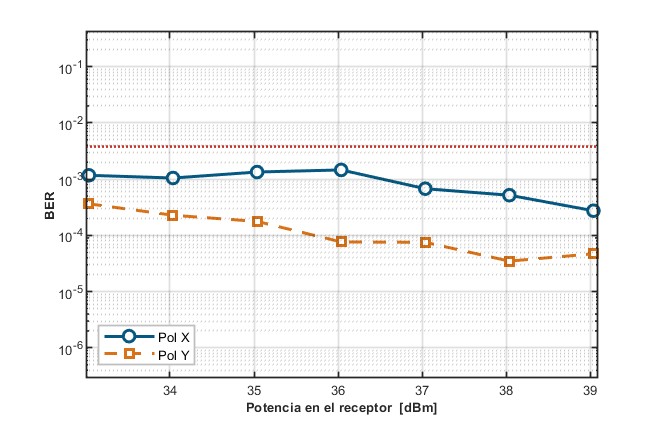 10-1
10-2
10-3
10-4
10-5
10-6
BER
Pol X
Pol Y
34 35 36 37 38 39
Potencia en el receptor [dBm]